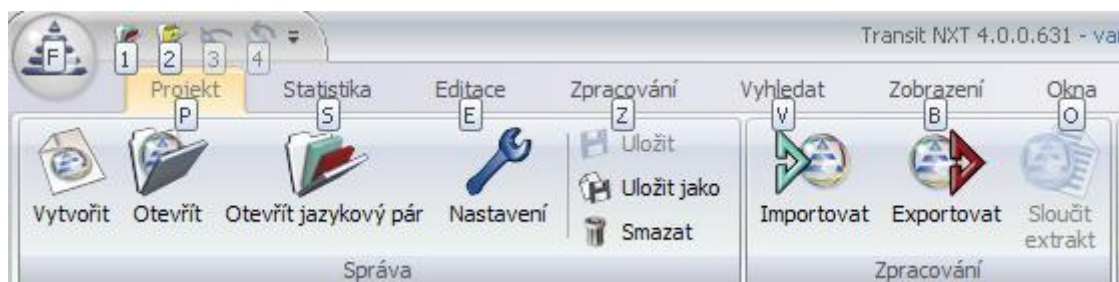 Transit NXT 4.0.0.631 - va
F 1 2 3 4
Projekt Statistika Editace Zpracování Vyhledat Zobrazení Okna
P S E Z V B O
Vytvořit Otevřít Otevřít jazykový pár Nastavení
Uložit
Uložit jako
Smazat
Správa
Importovat Exportovat Sloučit
extrakt
Zpracování